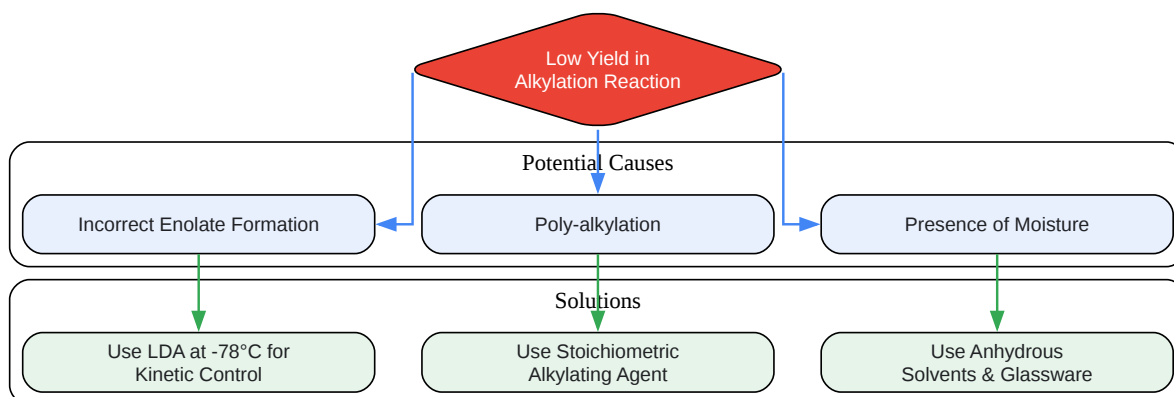 Low Yield in
Alkylation Reaction
Potential Causes
Incorrect Enolate Formation
Poly-alkylation
Presence of Moisture
Solutions
Use LDA at -78°C for
Kinetic Control
Use Stoichiometric
Alkylating Agent
Use Anhydrous
Solvents & Glassware